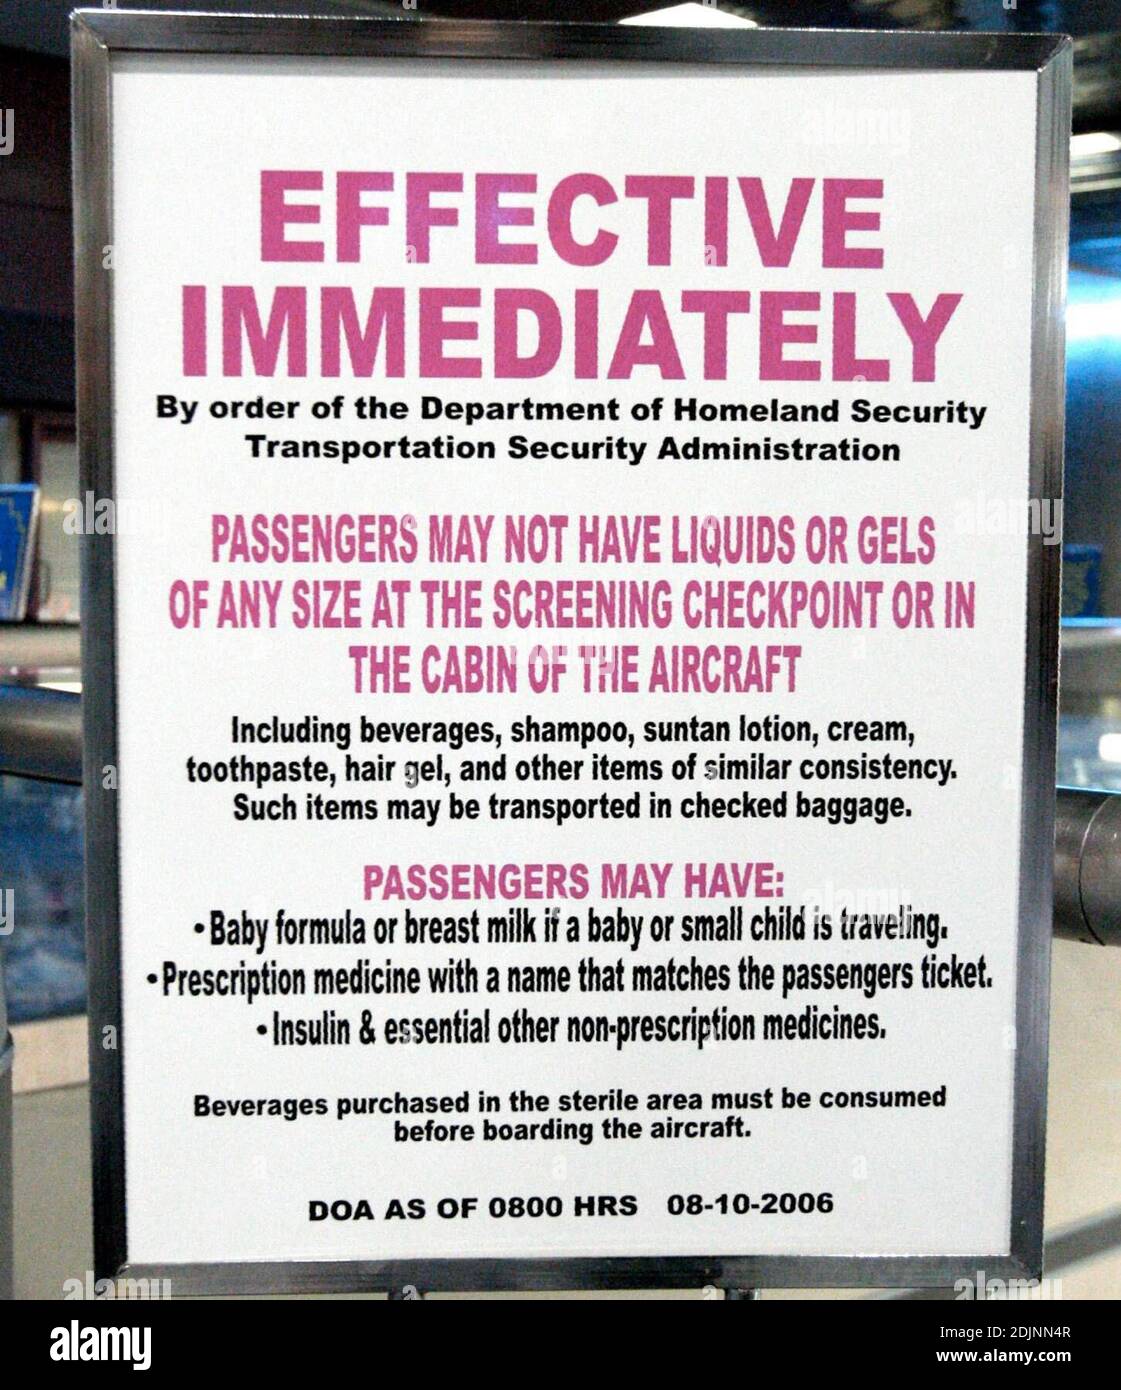 EFFECTIVE
IMMEDIATELY
By order of the Department of Homeland Security
Transportation Security Administration
PASSENGERS MAY NOT HAVE LIQUIDS OR GELS
OF ANY SIZE AT THE SCREENING CHECKPOINT OR IN
THE CABIN OF THE AIRCRAFT
Including beverages, shampoo, suntan lotion, cream,
toothpaste, hair gel, and other items of similar consistency.
Such items may be transported in checked baggage.
PASSENGERS MAY HAVE:
•Baby formula or breast milk if a baby or small child is traveling.
•Prescription medicine with a name that matches the passengers ticket.
•Insulin & essential other non-prescription medicines.
Beverages purchased in the sterile area must be consumed
before boarding the aircraft.
DOA AS OF 0800 HRS 08-10-2006
alamy
Image ID: 2DJNN4R
www.alamy.com